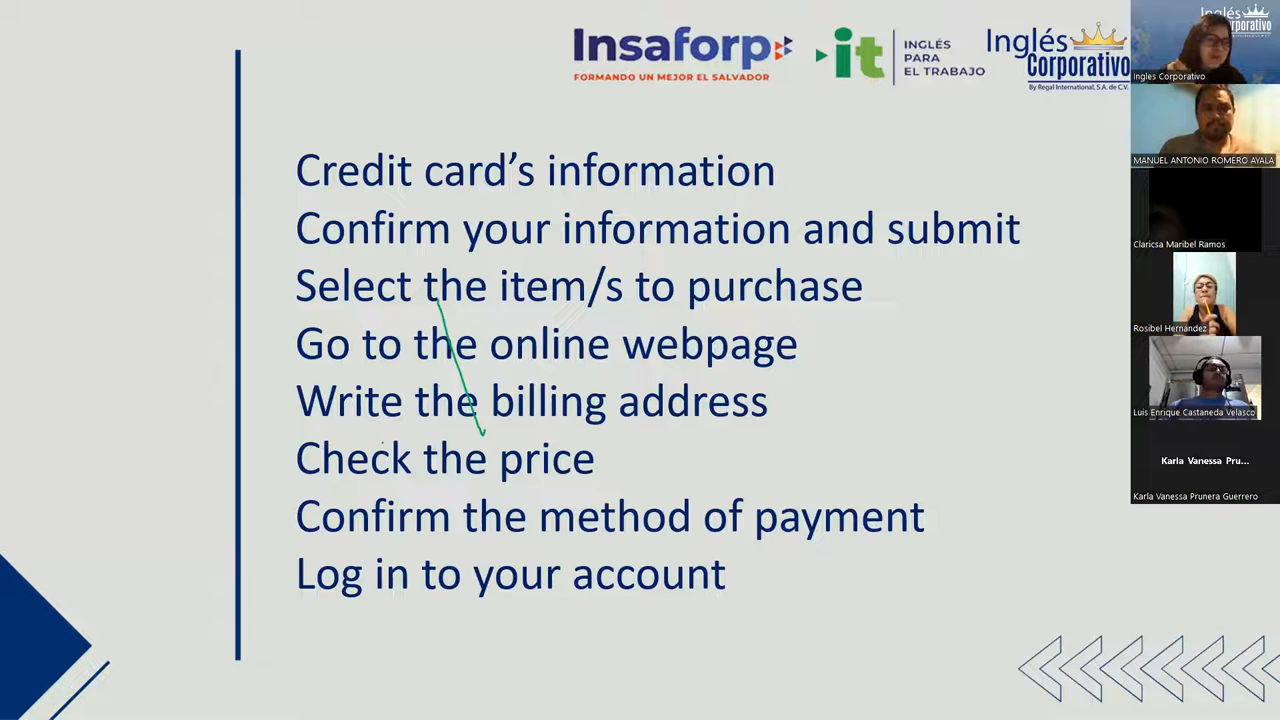 Insaforp
FORMANDO UN MEJOR EL SALVADOR
it
INGLÉS
PARA
EL TRABAJO
Inglés
Corporativo
By Regal International, S.A. de C.V.
Credit card's information
Confirm your information and submit
Select the item/s to purchase
Go to the online webpage
Write the billing address
Check the price
Confirm the method of payment
Log in to your account
Inglés
Ingles Corporativo
MANUEL ANTONIO ROMERO AYALA
Claricsa Maribel Ramos
Rosibel Hernández
Luis Enrique Castaneda Velasco
Karla Vanessa Pru...
Karla Vanessa Prunera Guerrero